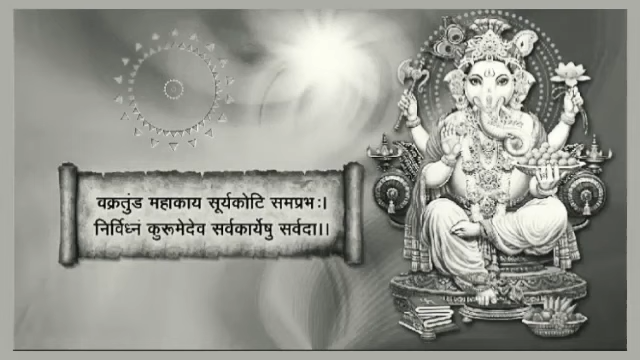 वक्रतुंड महाकाय सूर्यकोटि समप्रभः।
निर्विध्नं कुरूमेदेव सर्वकार्येषु सर्वदा।।